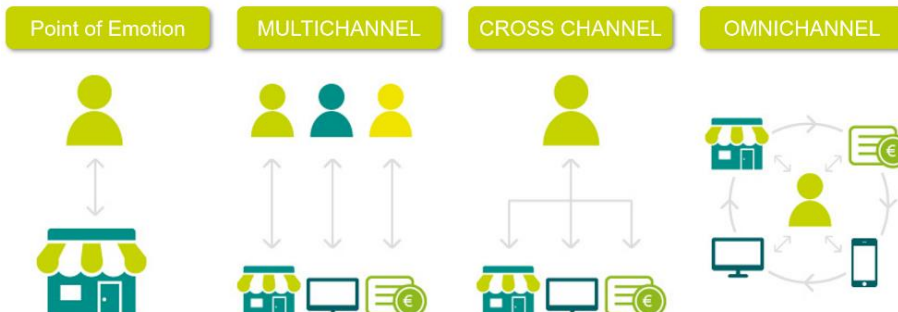 Point of Emotion
MULTICHANNEL
CROSS CHANNEL
OMNICHANNEL
€
€
€